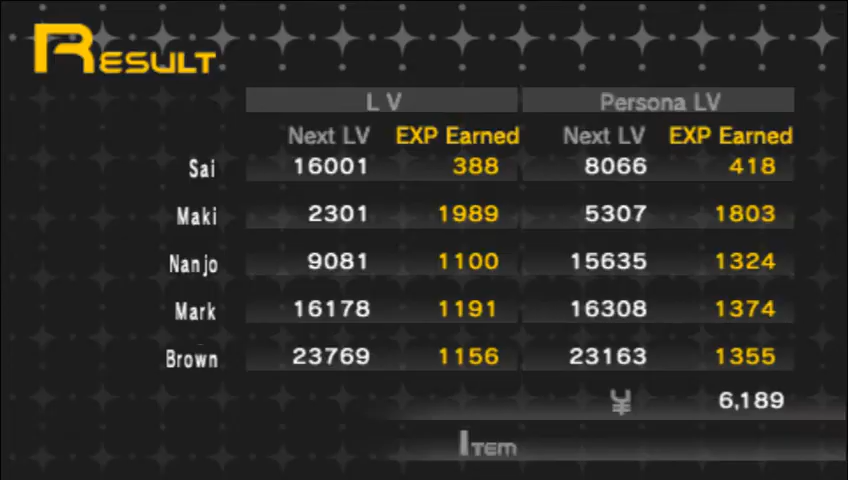 RESULT
LV Persona LV
Next LV EXP Earned Next LV EXP Earned
Sai 16001 388 8066 418
Maki 2301 1989 5307 1803
Nanjo 9081 1100 15635 1324
Mark 16178 1191 16308 1374
Brown 23769 1156 23163 1355
¥ 6,189
ITEM